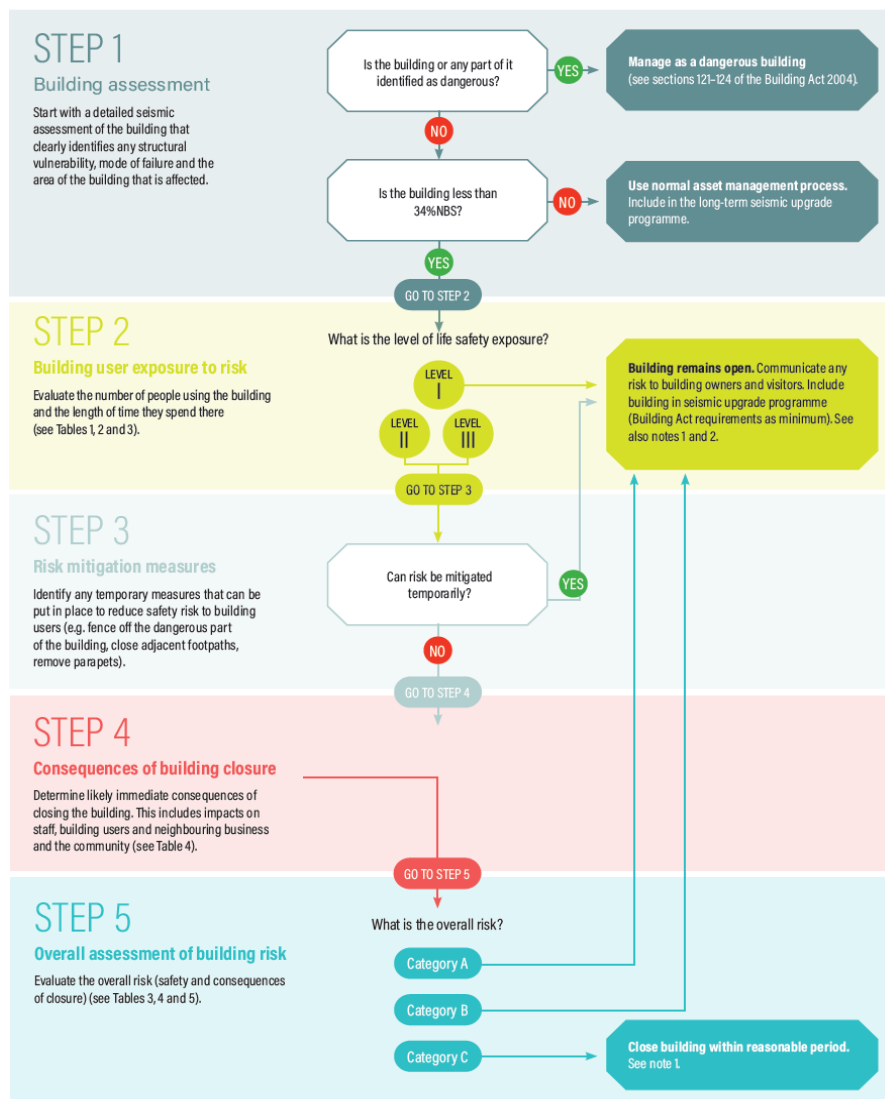 STEP 1
Building assessment
Start with a detailed seismic
assessment of the building that
clearly identifies any structural
vulnerability, mode of failure and the
area of the building that is affected.
Is the building or any part of it
identified as dangerous?
YES
Manage as a dangerous building
(see sections 121–124 of the Building Act 2004).
NO
Is the building less than
34%NBS?
NO
Use normal asset management process.
Include in the long-term seismic upgrade
programme.
YES
GO TO STEP 2
STEP 2
Building user exposure to risk
Evaluate the number of people using the building
and the length of time they spend there
(see Tables 1, 2 and 3).
What is the level of life safety exposure?
LEVEL
I
LEVEL
II
LEVEL
III
Building remains open. Communicate any
risk to building owners and visitors. Include
building in seismic upgrade programme
(Building Act requirements as minimum). See
also notes 1 and 2.
GO TO STEP 3
STEP 3
Risk mitigation measures
Identify any temporary measures that can be
put in place to reduce safety risk to building
users (e.g. fence off the dangerous part
of the building, close adjacent footpaths,
remove parapets).
Can risk be mitigated
temporarily?
YES
NO
GO TO STEP 4
STEP 4
Consequences of building closure
Determine likely immediate consequences of
closing the building. This includes impacts on
staff, building users and neighbouring business
and the community (see Table 4).
GO TO STEP 5
STEP 5
Overall assessment of building risk
Evaluate the overall risk (safety and consequences
of closure) (see Tables 3, 4 and 5).
What is the overall risk?
Category A
Category B
Category C
Close building within reasonable period.
See note 1.